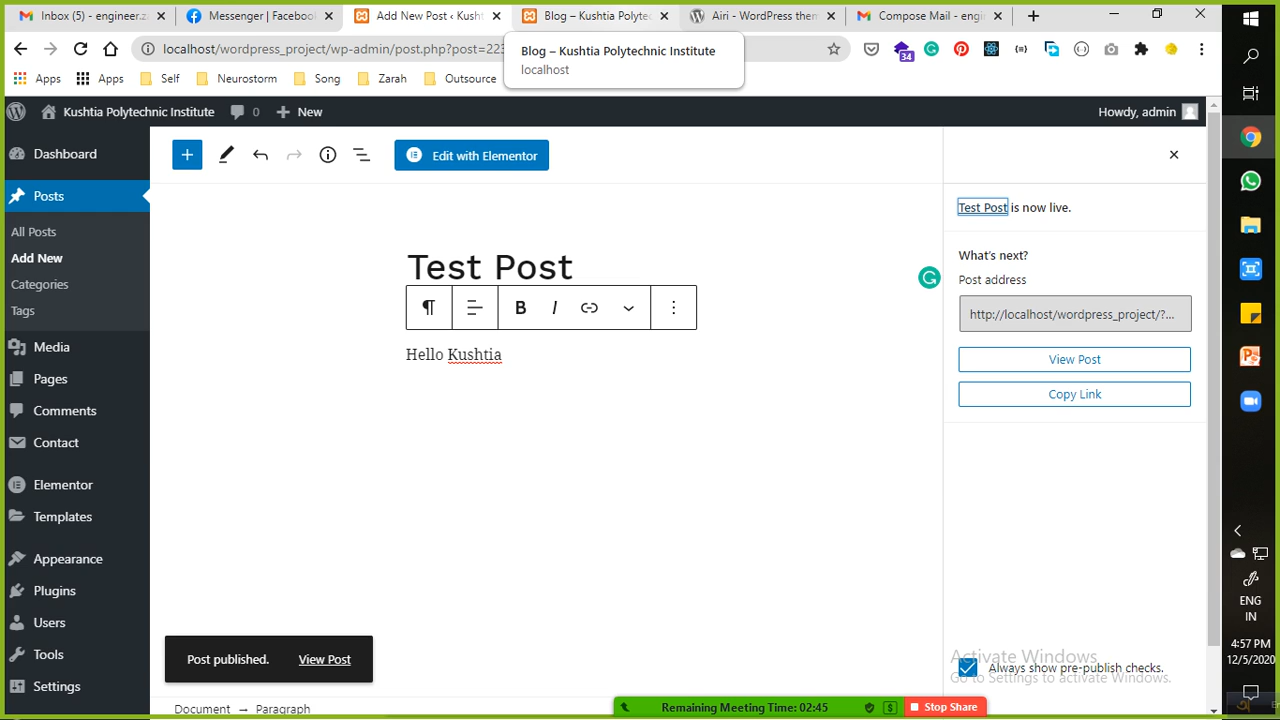 Inbox (5) - engineer.za
Messenger | Facebook
Add New Post ‹ Kusht
Blog – Kushtia Polytec
Airi - WordPress them
Compose Mail - engi
localhost/wordpress_project/wp-admin/post.php?post=223
34
Blog – Kushtia Polytechnic Institute
localhost
Apps
Apps
Self
Neurostorm
Song
Zarah
Outsource
Kushtia Polytechnic Institute
0
New
Howdy, admin
Dashboard
Posts
All Posts
Add New
Categories
Tags
Media
Pages
Comments
Contact
Elementor
Templates
Appearance
Plugins
Users
Tools
Settings
Edit with Elementor
Test Post
B I
Hello Kushtia
Test Post is now live.
What's next?
Post address
http://localhost/wordpress_project/?...
View Post
Copy Link
Activate Windows
Go to Settings to activate Windows.
Always show pre-publish checks.
Post published. View Post
Document → Paragraph
Remaining Meeting Time: 02:45
Stop Share
ENG
IN
4:57 PM
12/5/2020